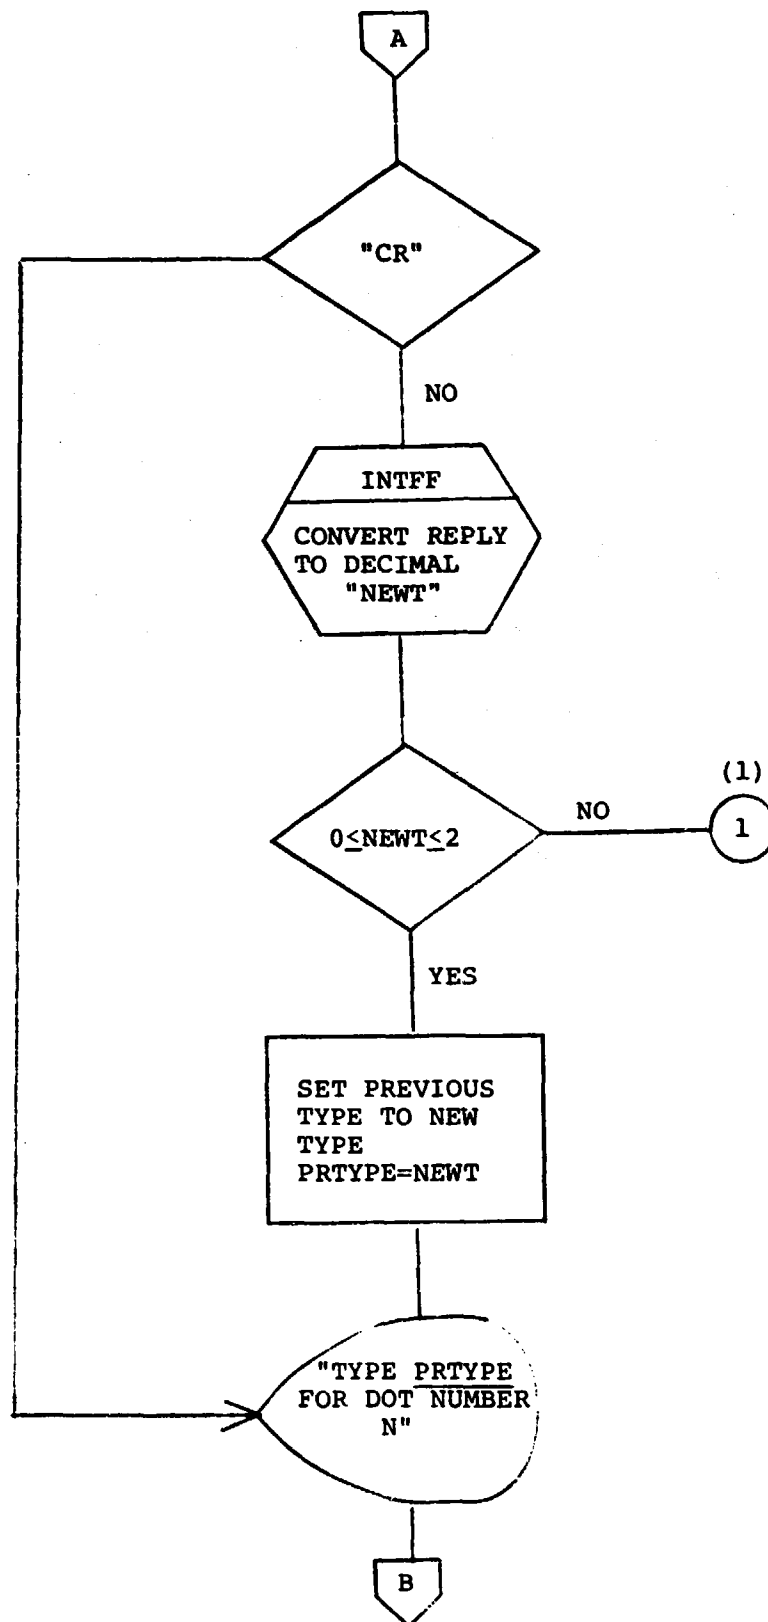 A
"CR"
NO
INTFF
CONVERT REPLY
TO DECIMAL
"NEWT"
(1)
NO
1
0≤NEWT≤2
YES
SET PREVIOUS
TYPE TO NEW
TYPE
PRTYPE=NEWT
"TYPE PRTYPE
FOR DOT NUMBER
N"
B